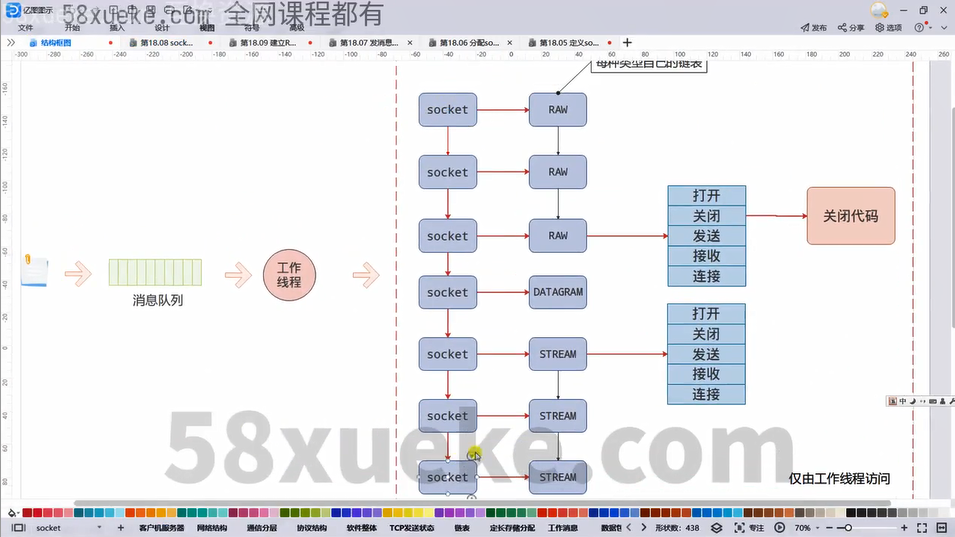 亿图图示
58xueke.com 全网课程都有
文件
开始
插入
设计
视图
符号
高级
发布
分享
选项
结构框图
第18.08 sock...
第18.09 建立R...
第18.07 发消息...
第18.06 分配so...
第18.05 定义so...
-300 -280 -260 -240 -220 -200 -180 -160 -140 -120 -100 -80 -60 -40 -20 0 20 40 60 80 100 120 140 160 180 200 220 240 260
每种类型自己的链表
socket
RAW
socket
RAW
打开
关闭
发送
接收
连接
关闭代码
socket
RAW
工作
线程
消息队列
socket
DATAGRAM
打开
关闭
发送
接收
连接
socket
STREAM
socket
STREAM
58xueke.com
socket
STREAM
仅由工作线程访问
中
socket
客户机服务器
网络结构
通信分层
协议结构
软件整体
TCP发送状态
链表
定长存储分配
工作消息
数据包
形状数: 438
专注
70%